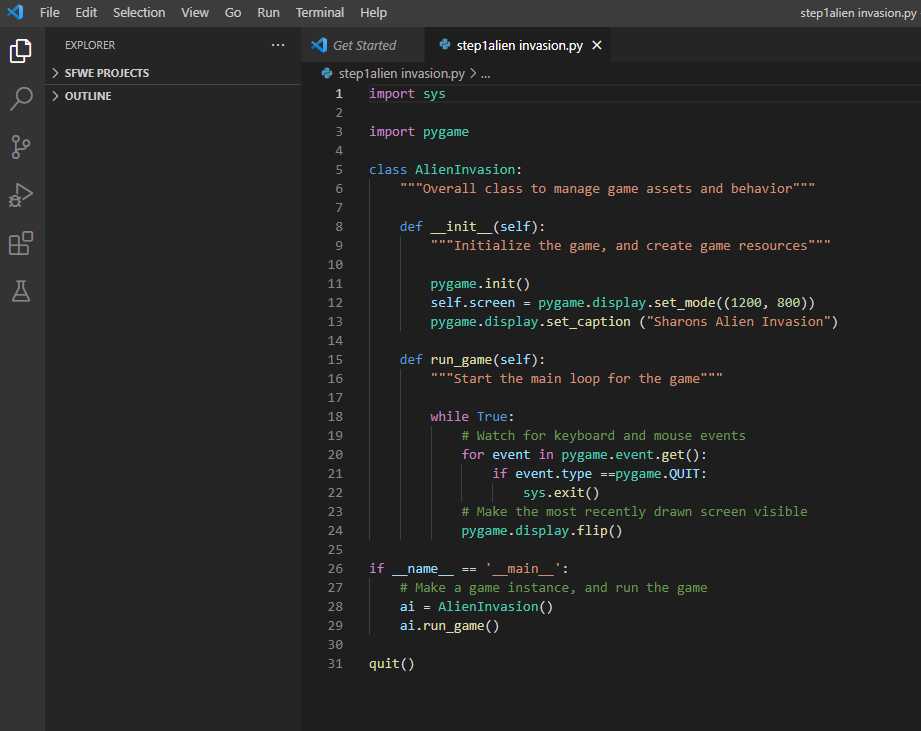 File Edit Selection View Go Run Terminal Help step1alien invasion.py
EXPLORER ...
SFWE PROJECTS
OUTLINE
Get Started step1alien invasion.py ×
step1alien invasion.py > ...
1 import sys
2
3 import pygame
4
5 class AlienInvasion:
6     """Overall class to manage game assets and behavior"""
7
8     def __init__(self):
9         """Initialize the game, and create game resources"""
10
11         pygame.init()
12         self.screen = pygame.display.set_mode((1200, 800))
13         pygame.display.set_caption ("Sharons Alien Invasion")
14
15     def run_game(self):
16         """Start the main loop for the game"""
17
18         while True:
19             # Watch for keyboard and mouse events
20             for event in pygame.event.get():
21                 if event.type ==pygame.QUIT:
22                     sys.exit()
23             # Make the most recently drawn screen visible
24             pygame.display.flip()
25
26 if __name__ == '__main__':
27     # Make a game instance, and run the game
28     ai = AlienInvasion()
29     ai.run_game()
30
31 quit()